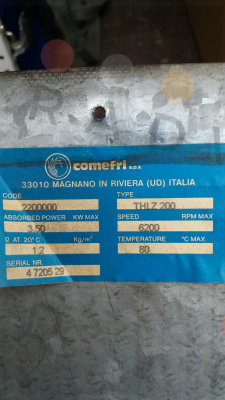 comefri s.p.a.
33010 MAGNANO IN RIVIERA (UD) ITALIA
CODE TYPE
2200000 THLZ 200
ABSORBED POWER KW MAX SPEED RPM MAX
3.50 6200
Ω AT 20°C Kg/m³ TEMPERATURE °C MAX
1.2 80
SERIAL NR.
4 7205 29